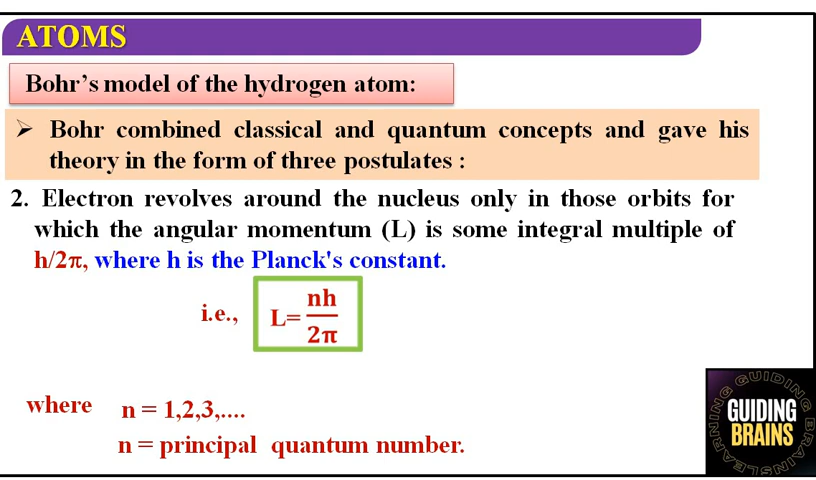 ATOMS
Bohr's model of the hydrogen atom:
➢ Bohr combined classical and quantum concepts and gave his
theory in the form of three postulates :
2. Electron revolves around the nucleus only in those orbits for
which the angular momentum (L) is some integral multiple of
h/2π, where h is the Planck's constant.
i.e., L= nh/2π
where n = 1,2,3,....
n = principal quantum number.
GUIDING
BRAINS
GUIDING BRAINS LEARNING